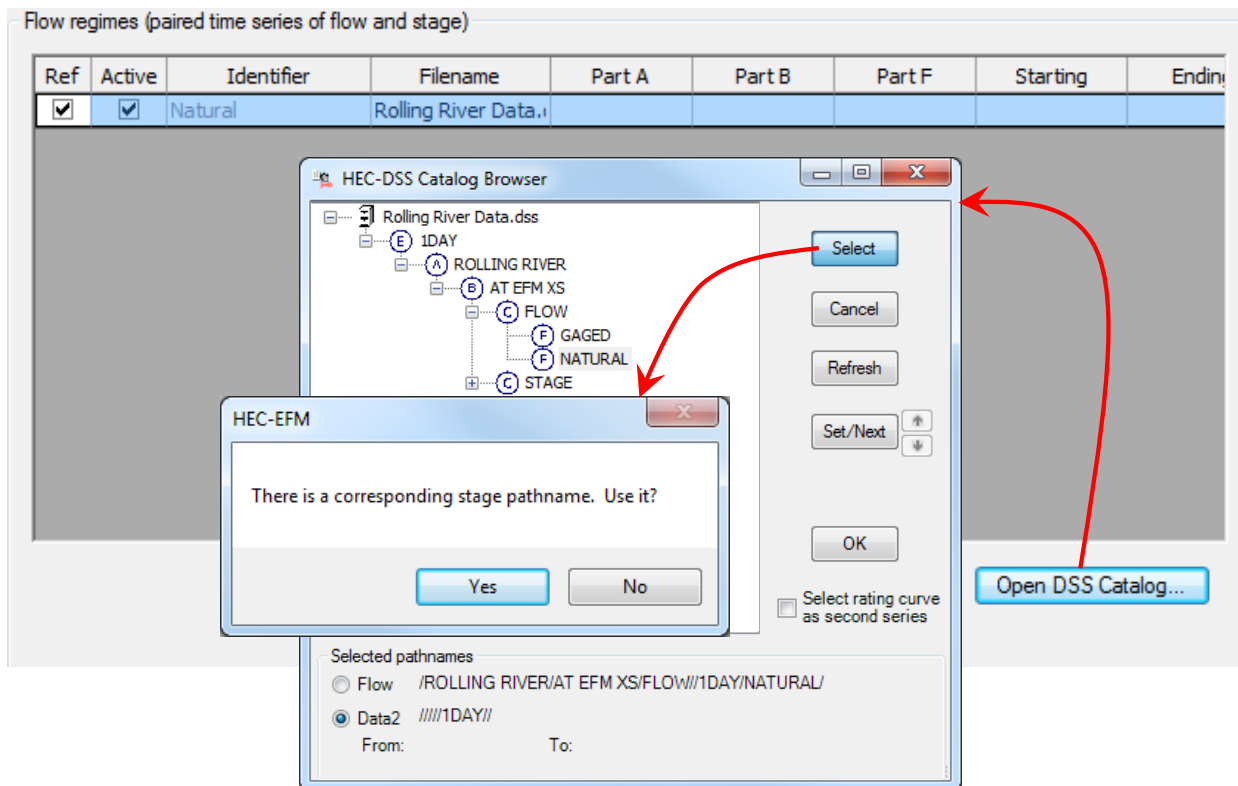 Flow regimes (paired time series of flow and stage)
Ref Active Identifier Filename Part A Part B Part F Starting Ending
Natural Rolling River Data.
HEC-DSS Catalog Browser
Rolling River Data.dss
E 1DAY
A ROLLING RIVER
B AT EFM XS
C FLOW
F GAGED
F NATURAL
C STAGE
Select
Cancel
Refresh
Set/Next
OK
Select rating curve
as second series
HEC-EFM
There is a corresponding stage pathname. Use it?
Yes No
Open DSS Catalog...
Selected pathnames
Flow /ROLLING RIVER/AT EFM XS/FLOW//1DAY/NATURAL/
Data2 /////1DAY//
From: To: